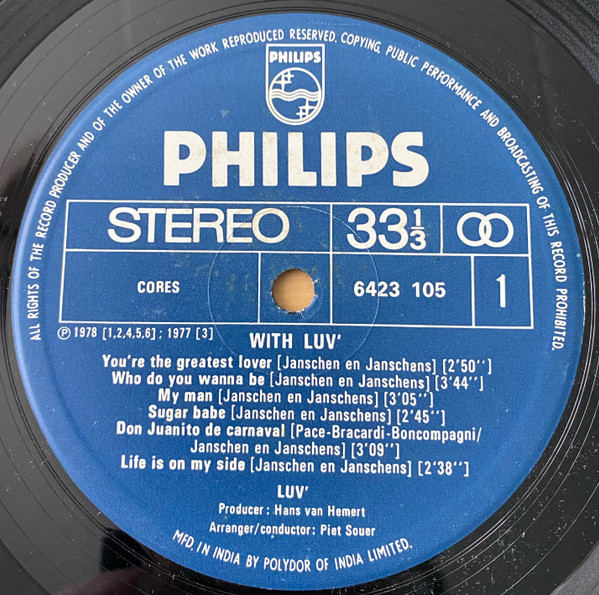 ALL RIGHTS OF THE RECORD PRODUCER AND OF THE OWNER OF THE WORK REPRODUCED RESERVED. COPYING, PUBLIC PERFORMANCE AND BROADCASTING OF THIS RECORD PROHIBITED.
PHILIPS
PHILIPS
STEREO 33⅓
CORES 6423 105 1
Ⓟ 1978 [1,2,4,5,6] ; 1977 [3]
WITH LUV'
You're the greatest lover [Janschen en Janschens] [2'50'']
Who do you wanna be [Janschen en Janschens] [3'44'']
My man [Janschen en Janschens] [3'05'']
Sugar babe [Janschen en Janschens] [2'45'']
Don Juanito de carnaval [Pace-Bracardi-Boncompagni/
Janschen en Janschens] [3'09'']
Life is on my side [Janschen en Janschens] [2'38'']
LUV'
Producer : Hans van Hemert
Arranger/conductor : Piet Souer
MFD. IN INDIA BY POLYDOR OF INDIA LIMITED.